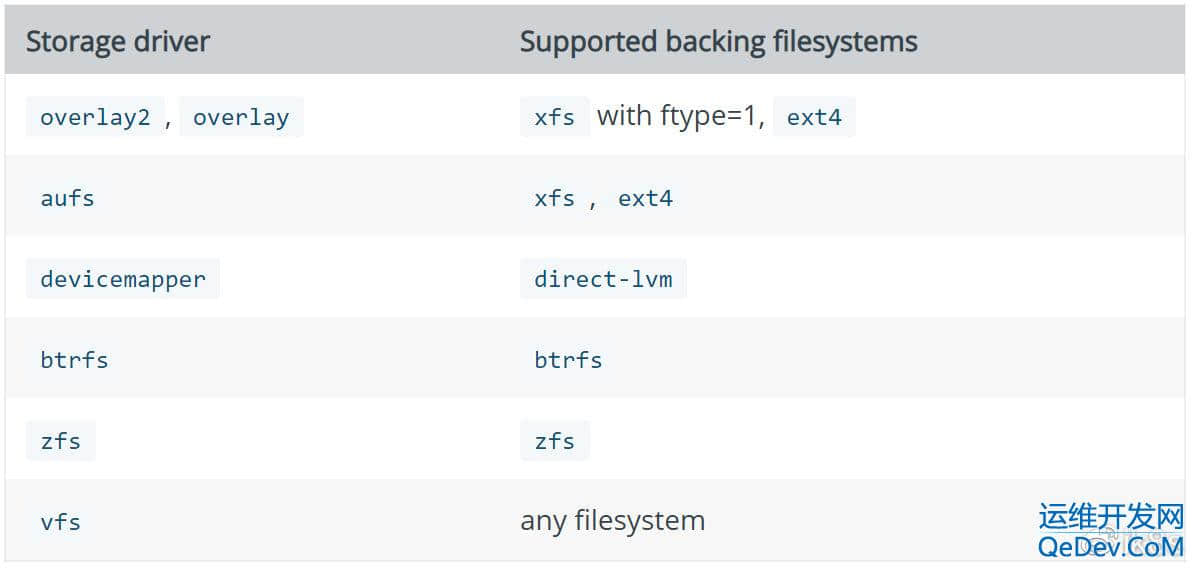 Storage driver Supported backing filesystems
overlay2 , overlay xfs with ftype=1, ext4
aufs xfs , ext4
devicemapper direct-lvm
btrfs btrfs
zfs zfs
vfs any filesystem
运维开发网
QeDev.CoM